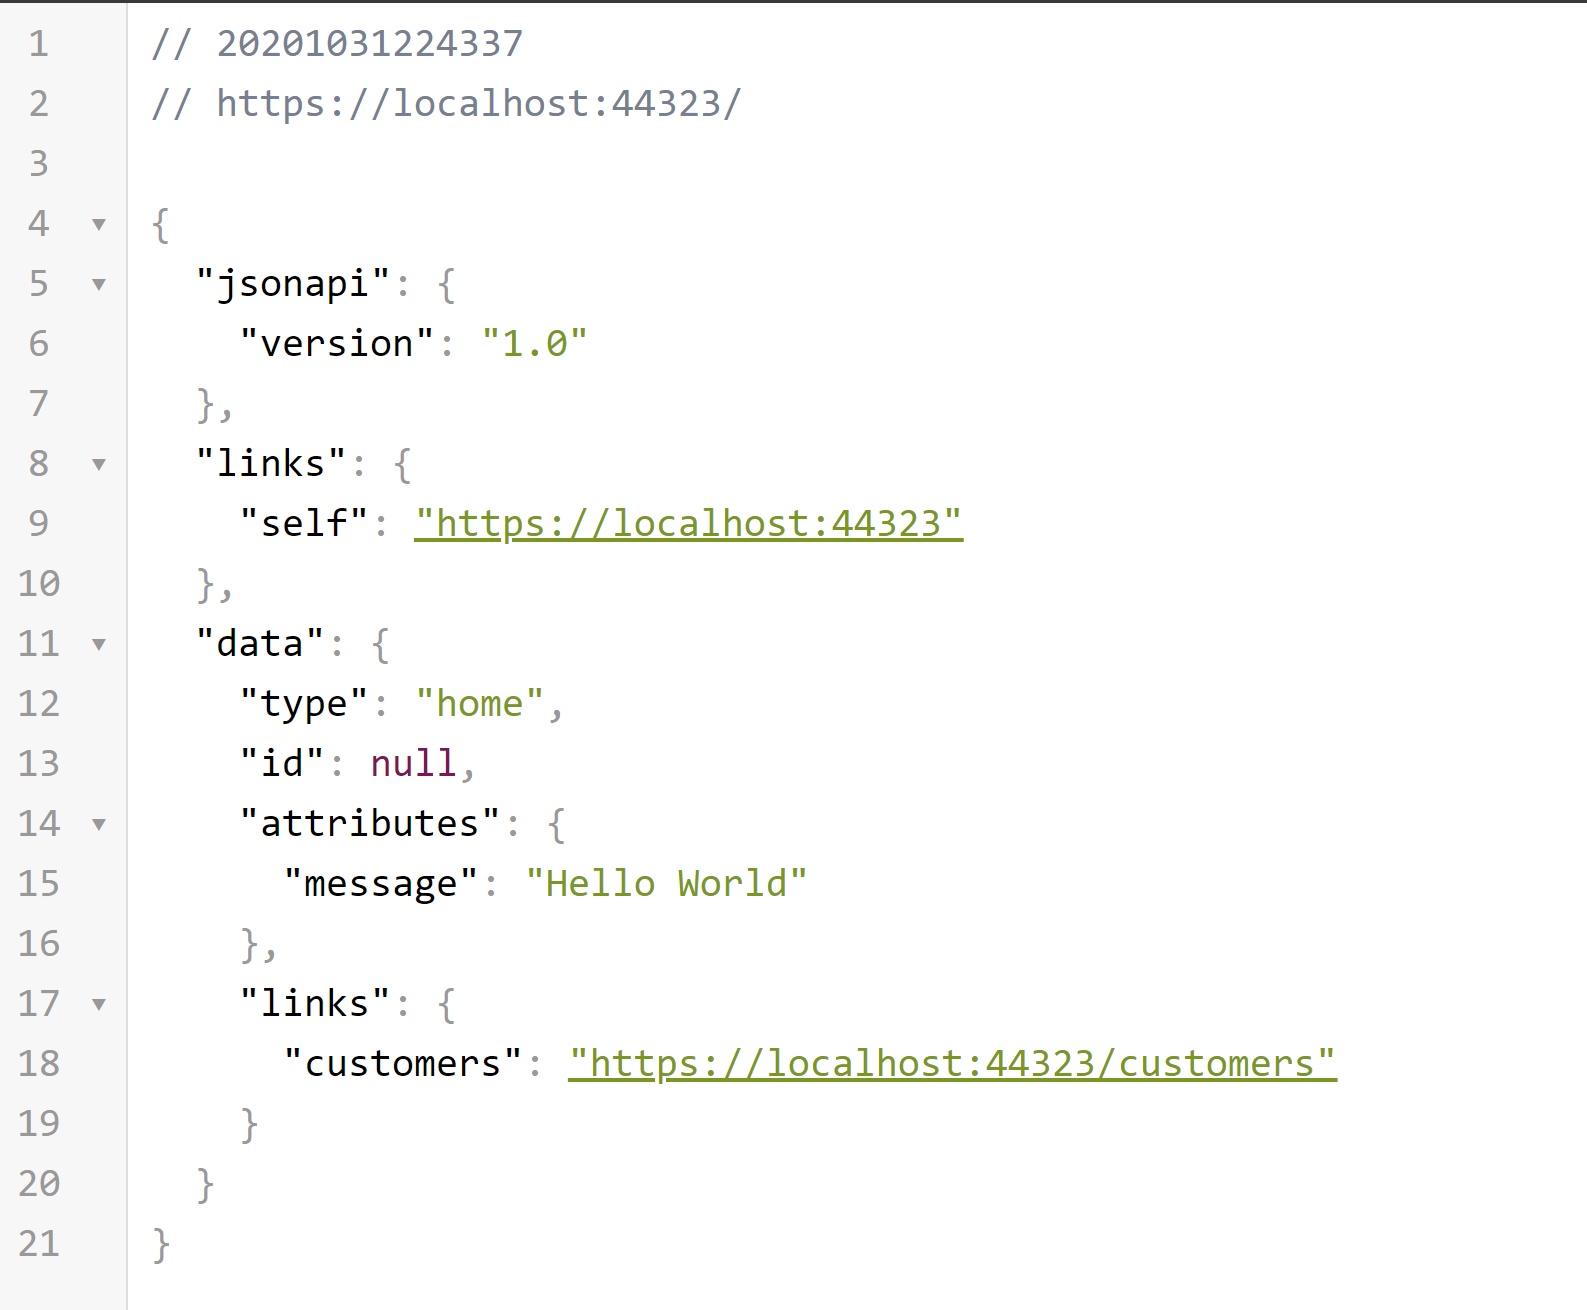 1 // 20201031224337
2 // https://localhost:44323/
3
4 ▼ {
5 ▼ "jsonapi": {
6 "version": "1.0"
7 },
8 ▼ "links": {
9 "self": "https://localhost:44323"
10 },
11 ▼ "data": {
12 "type": "home",
13 "id": null,
14 ▼ "attributes": {
15 "message": "Hello World"
16 },
17 ▼ "links": {
18 "customers": "https://localhost:44323/customers"
19 }
20 }
21 }